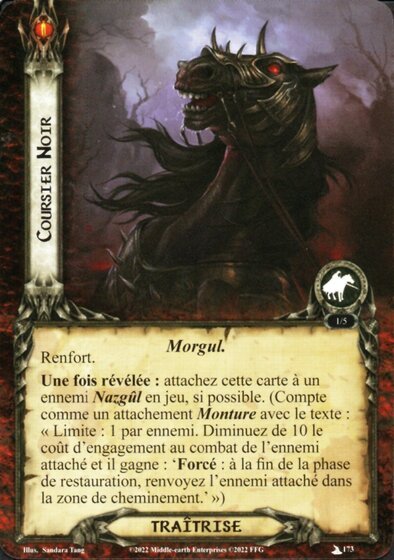 COURSIER NOIR
1/5
Morgul.
Renfort.
Une fois révélée : attachez cette carte à un
ennemi Nazgûl en jeu, si possible. (Compte
comme un attachement Monture avec le texte :
« Limite : 1 par ennemi. Diminuez de 10 le
coût d'engagement au combat de l'ennemi
attaché et il gagne : ‘Forcé : à la fin de la phase
de restauration, renvoyez l'ennemi attaché dans
la zone de cheminement.’ »)
TRAÎTRISE
Illus. Sandara Tang ©2022 Middle-earth Enterprises ©2022 FFG 173